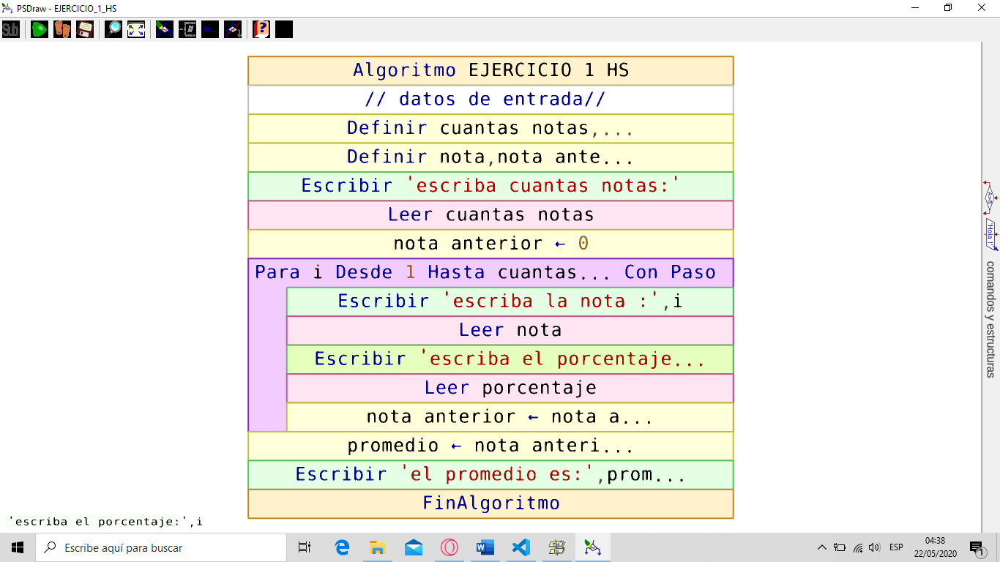 PSDraw - EJERCICIO_1_HS
Sub
Algoritmo EJERCICIO 1 HS
// datos de entrada//
Definir cuantas notas,...
Definir nota,nota ante...
Escribir 'escriba cuantas notas:'
Leer cuantas notas
nota anterior ← 0
Para i Desde 1 Hasta cuantas... Con Paso
Escribir 'escriba la nota :',i
Leer nota
Escribir 'escriba el porcentaje...
Leer porcentaje
nota anterior ← nota a...
promedio ← nota anteri...
Escribir 'el promedio es:',prom...
FinAlgoritmo
'escriba el porcentaje:',i
A>B
'Hola !'
comandos y estructuras
Escribe aquí para buscar
ESP
04:38
22/05/2020
1